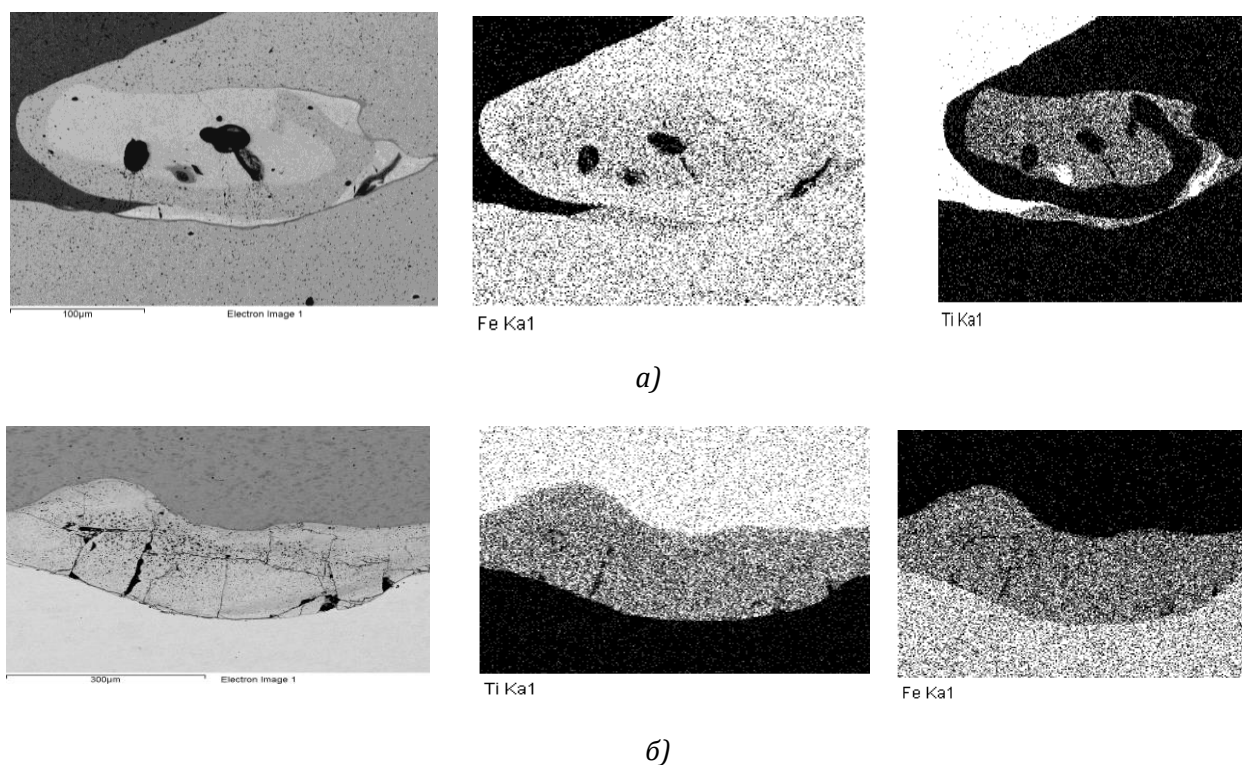 100µm
Electron Image 1
Fe Ka1
Ti Ka1
а)
300µm
Electron Image 1
Ti Ka1
Fe Ka1
б)